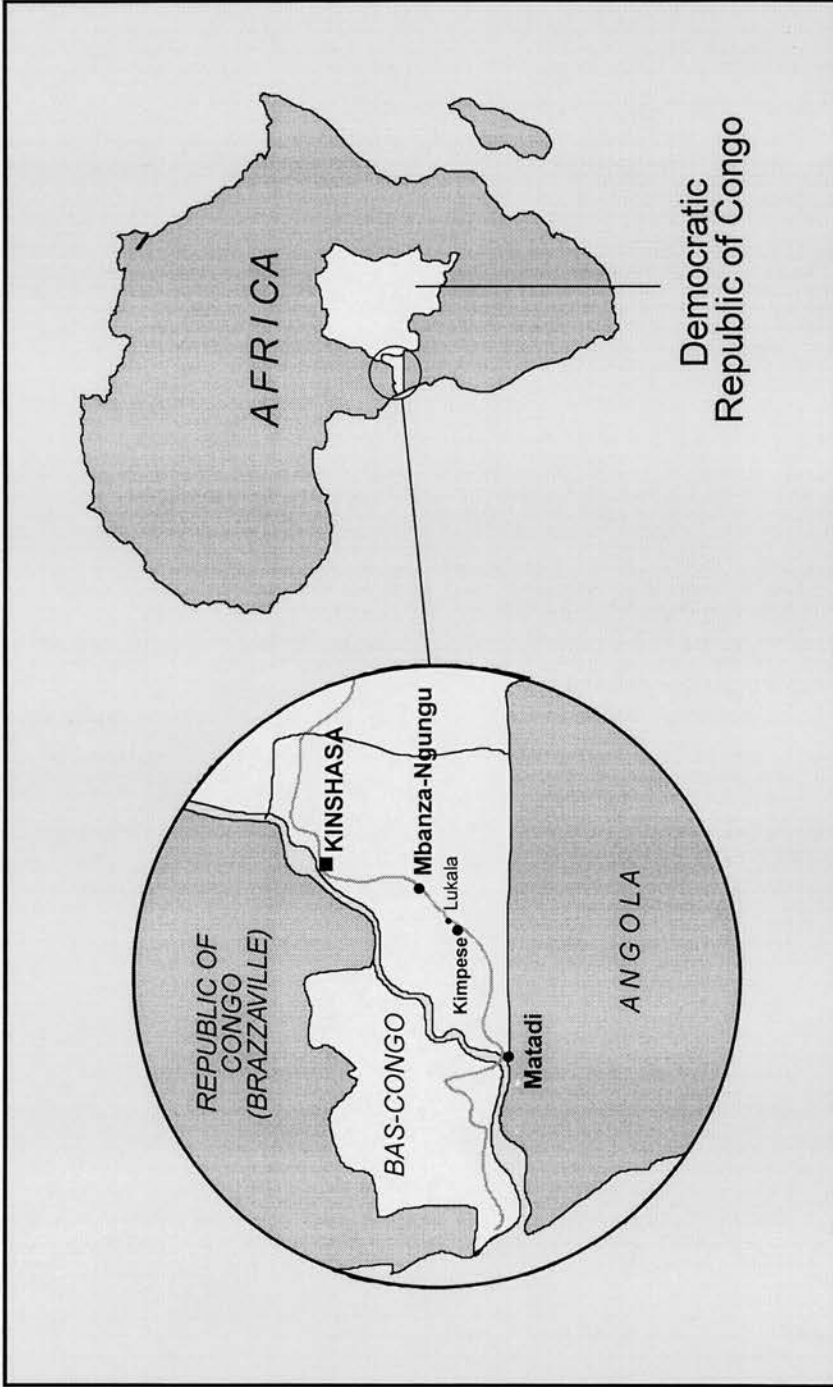 AFRICA
Democratic
Republic of Congo
REPUBLIC OF
CONGO
(BRAZZAVILLE)
BAS-CONGO
KINSHASA
Mbanza-Ngungu
Lukala
Kimpese
Matadi
ANGOLA